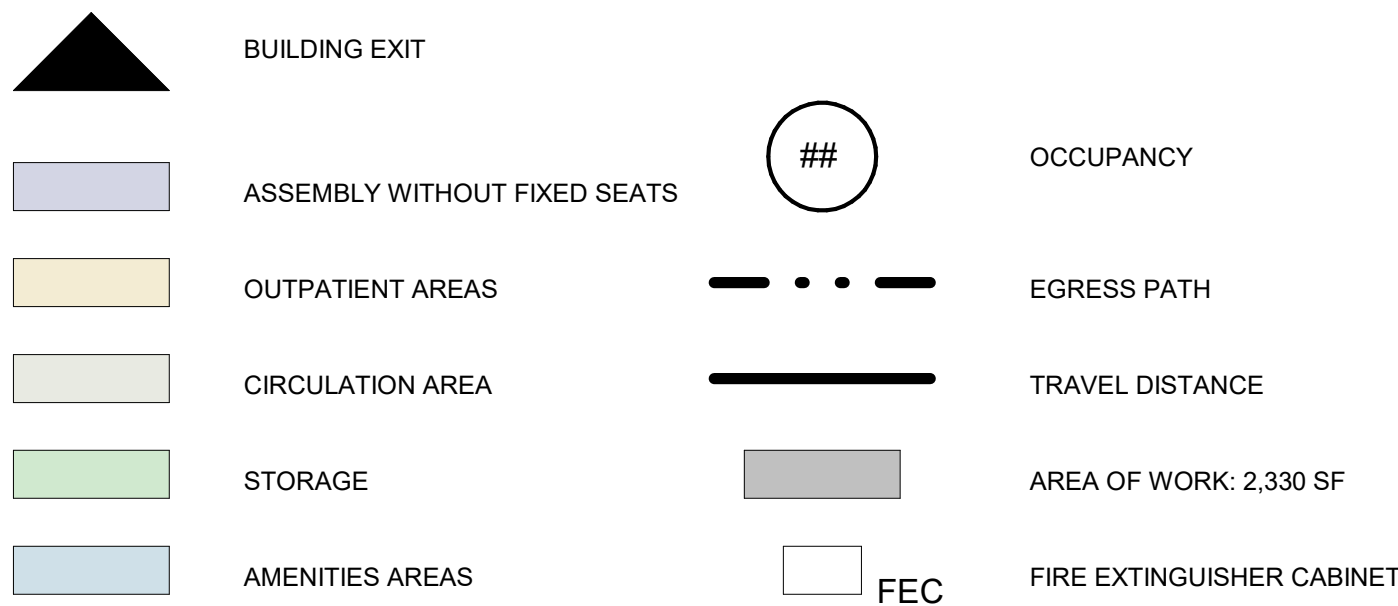 BUILDING EXIT
ASSEMBLY WITHOUT FIXED SEATS
OUTPATIENT AREAS
CIRCULATION AREA
STORAGE
AMENITIES AREAS
##
OCCUPANCY
EGRESS PATH
TRAVEL DISTANCE
AREA OF WORK: 2,330 SF
FEC
FIRE EXTINGUISHER CABINET